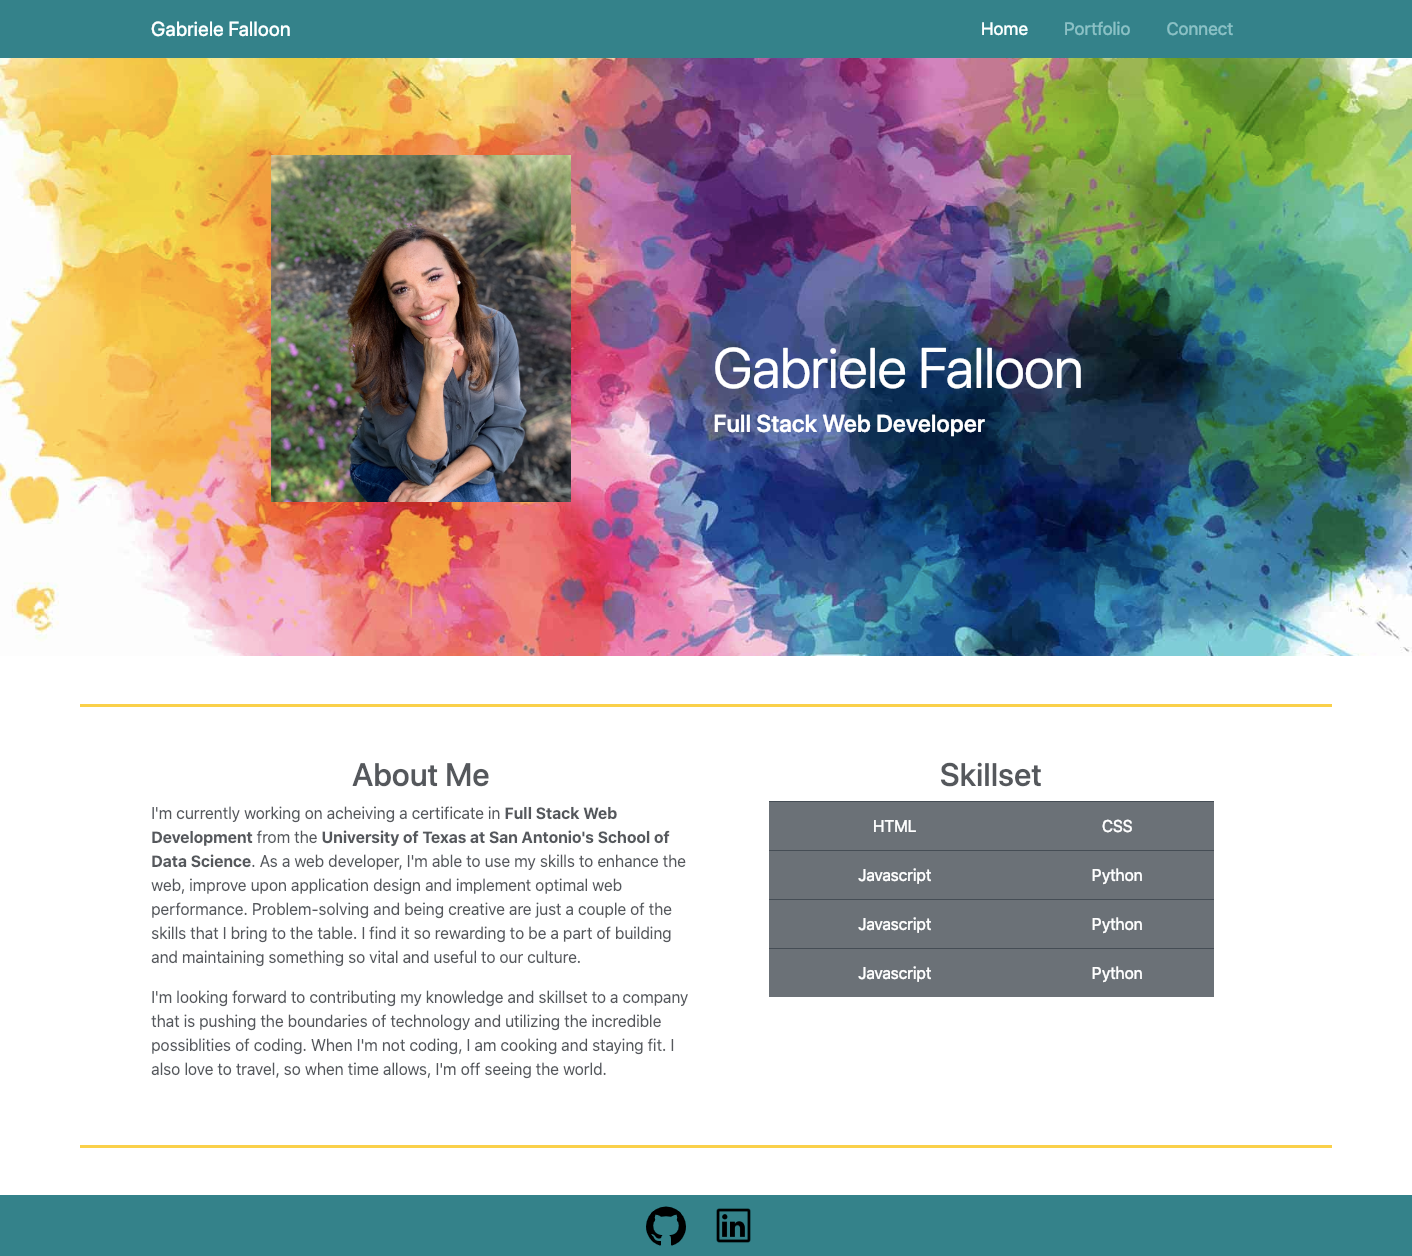 Gabriele Falloon
Home Portfolio Connect
Gabriele Falloon
Full Stack Web Developer
About Me
I'm currently working on acheiving a certificate in Full Stack Web
Development from the University of Texas at San Antonio's School of
Data Science. As a web developer, I'm able to use my skills to enhance the
web, improve upon application design and implement optimal web
performance. Problem-solving and being creative are just a couple of the
skills that I bring to the table. I find it so rewarding to be a part of building
and maintaining something so vital and useful to our culture.
I'm looking forward to contributing my knowledge and skillset to a company
that is pushing the boundaries of technology and utilizing the incredible
possiblities of coding. When I'm not coding, I am cooking and staying fit. I
also love to travel, so when time allows, I'm off seeing the world.
Skillset
HTML CSS
Javascript Python
Javascript Python
Javascript Python
in